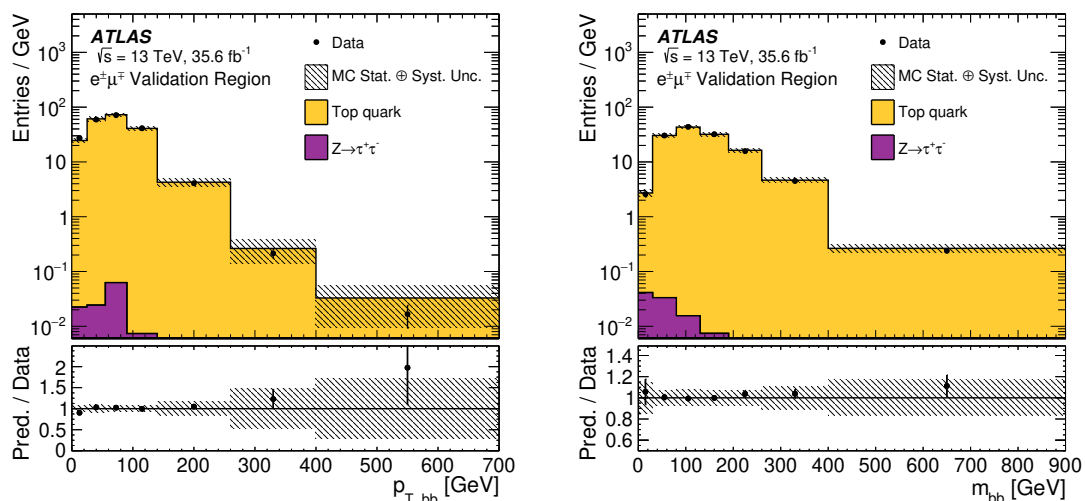 Entries / GeV
10³
10²
10
1
10⁻¹
10⁻²
ATLAS
√s = 13 TeV, 35.6 fb⁻¹
e±μ∓ Validation Region
Data
MC Stat. ⊕ Syst. Unc.
Top quark
Z→τ⁺τ⁻
Pred. / Data
2
1.5
1
0.5
0
0 100 200 300 400 500 600 700
p_T, bb [GeV]
Entries / GeV
10³
10²
10
1
10⁻¹
10⁻²
ATLAS
√s = 13 TeV, 35.6 fb⁻¹
e±μ∓ Validation Region
Data
MC Stat. ⊕ Syst. Unc.
Top quark
Z→τ⁺τ⁻
Pred. / Data
1.4
1.2
1.0
0.8
0.6
0 100 200 300 400 500 600 700 800 900
m_bb [GeV]